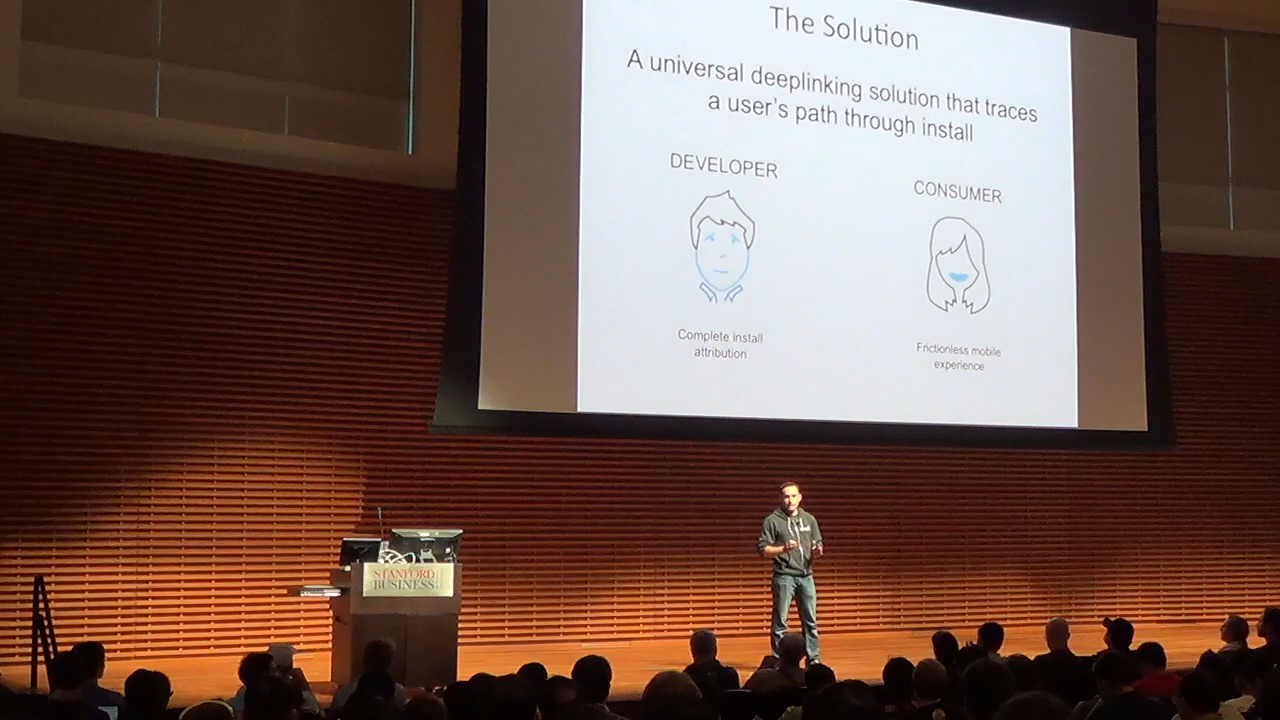 The Solution
A universal deeplinking solution that traces
a user's path through install
DEVELOPER
CONSUMER
Complete install
attribution
Frictionless mobile
experience
STANFORD
BUSINESS